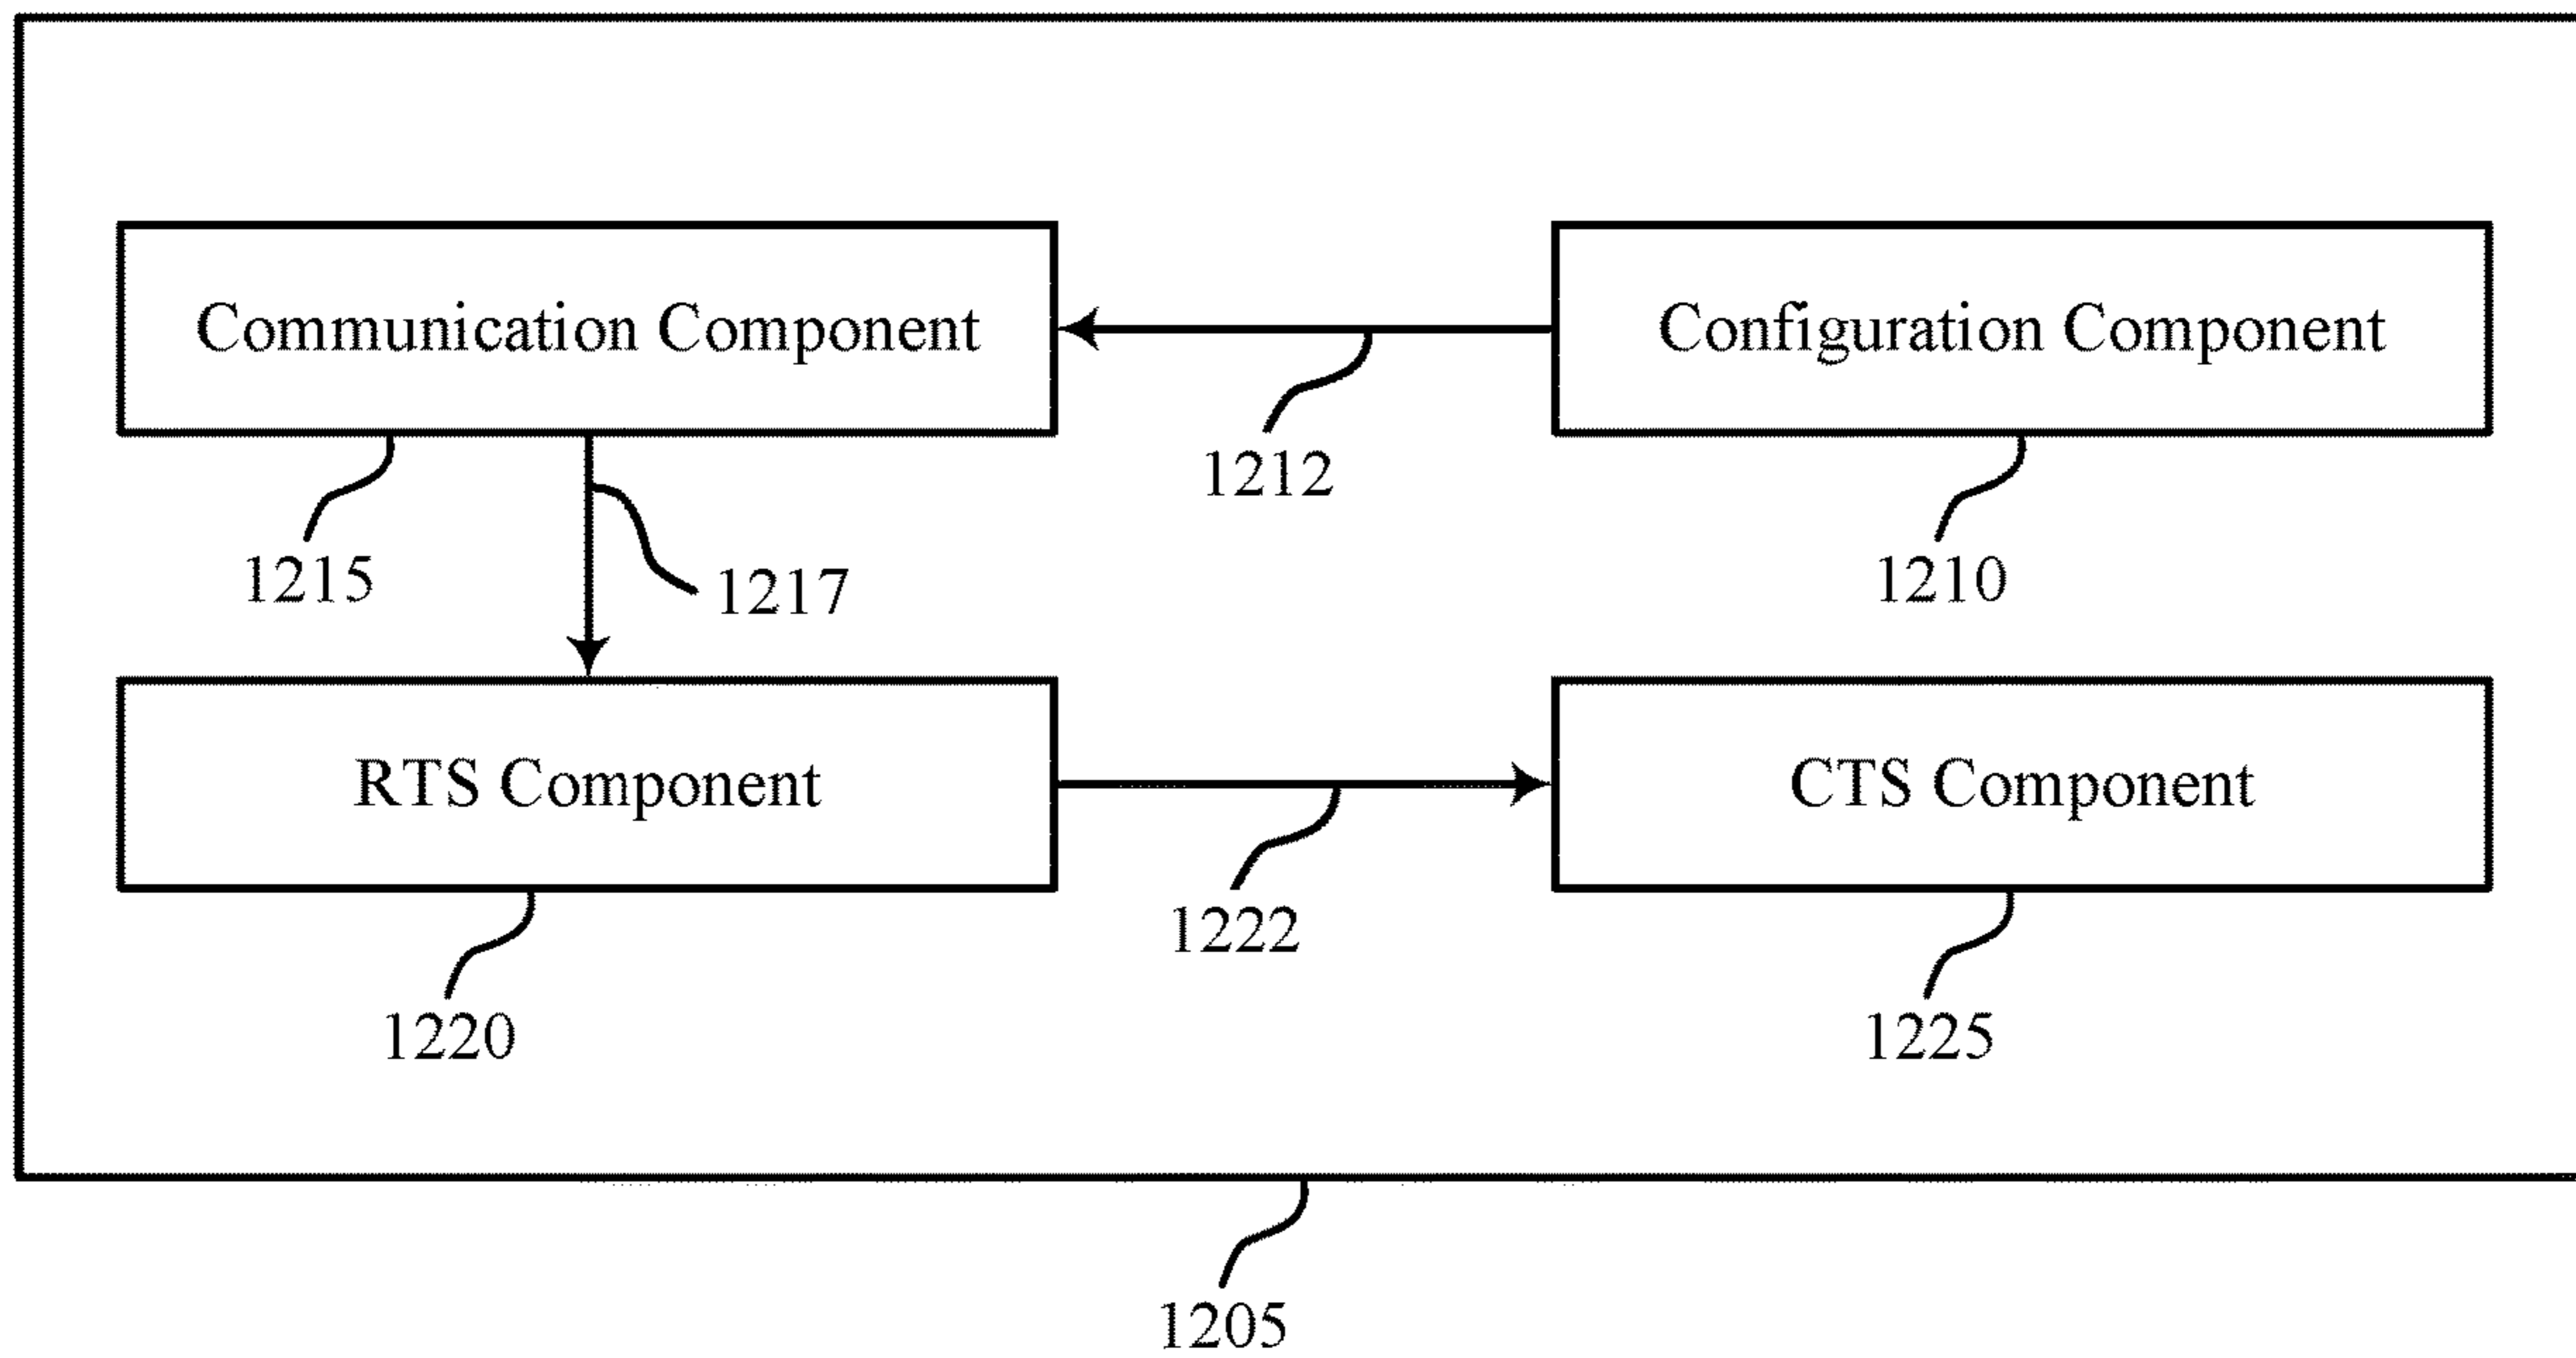 Communication Component
Configuration Component
1212
1215
1217
1210
RTS Component
CTS Component
1222
1220
1225
1205